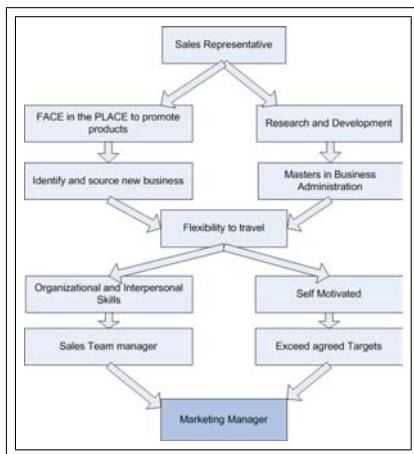 Sales Representative
FACE in the PLACE to promote
products
Research and Development
Identify and source new business
Masters in Business
Administration
Flexibility to travel
Organizational and Interpersonal
Skills
Self Motivated
Sales Team manager
Exceed agreed Targets
Marketing Manager